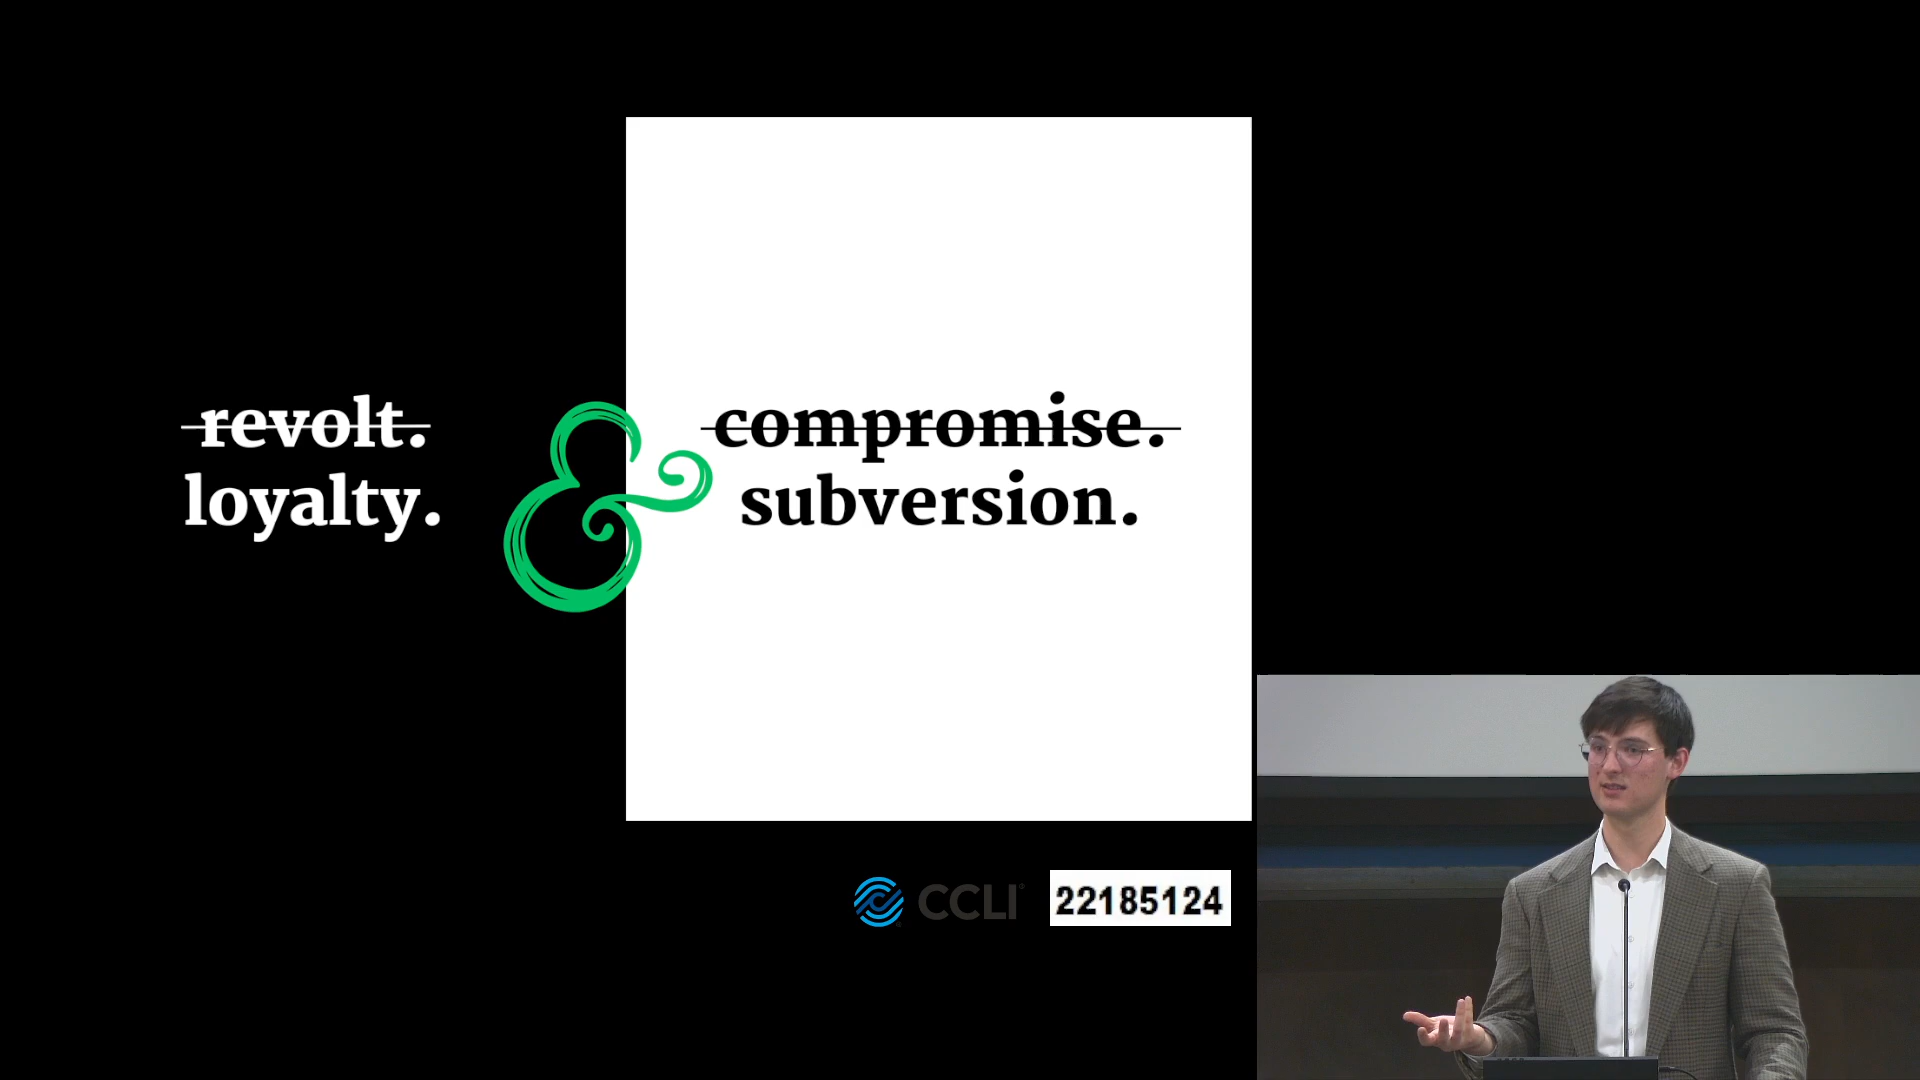 revolt.
loyalty.
&
compromise.
subversion.
CCLI®
22185124